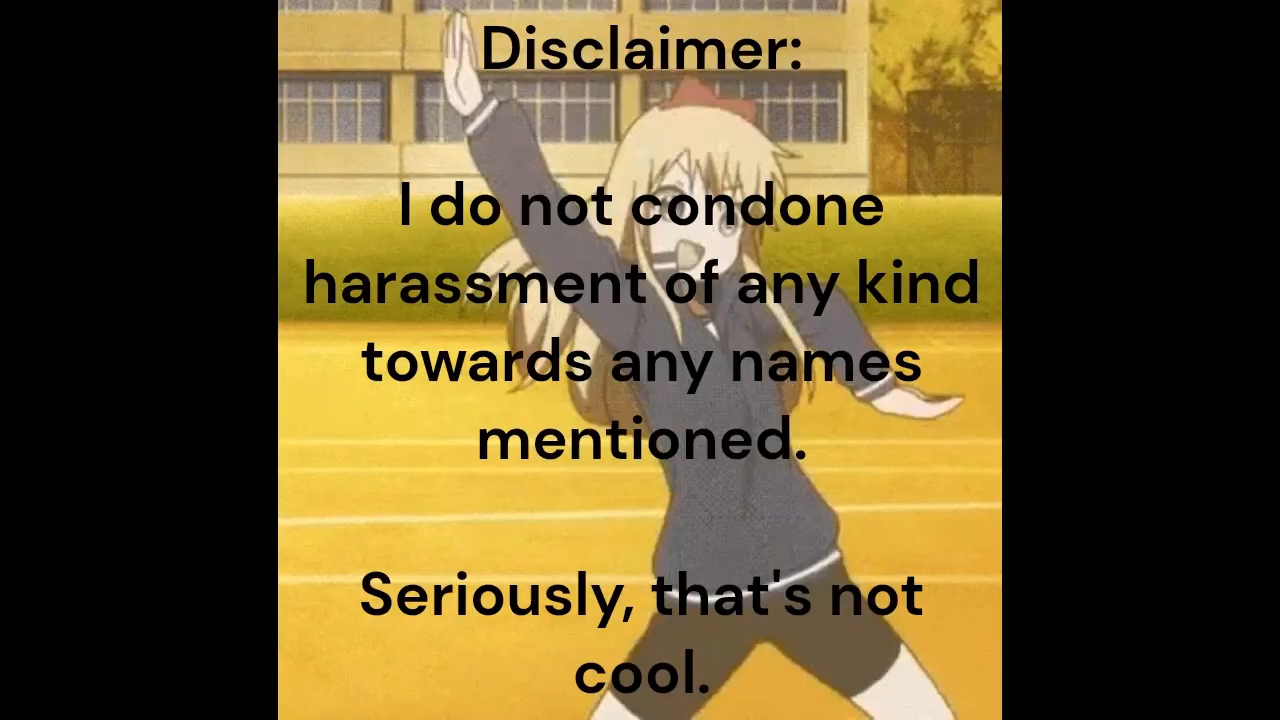 Disclaimer:
I do not condone
harassment of any kind
towards any names
mentioned.
Seriously, that's not
cool.